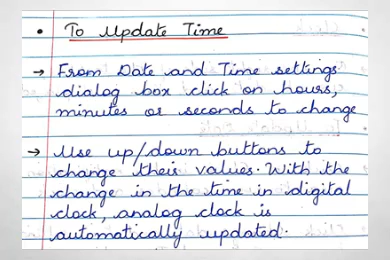 • To Update Time
→ From Date and Time settings
dialog box click on hours,
minutes or seconds to change
→ Use up/down buttons to
change their values. With the
change in the time in digital
clock, analog clock is
automatically updated.